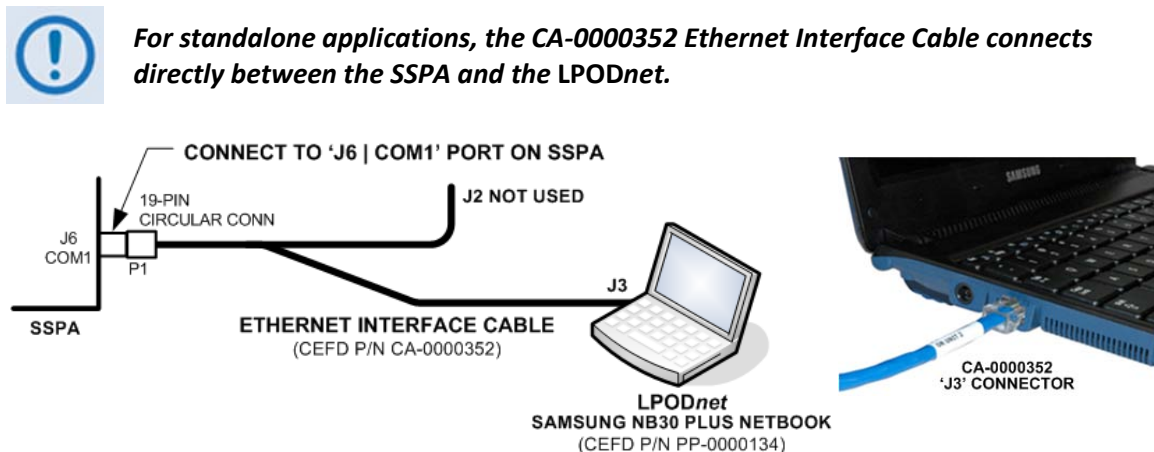 For standalone applications, the CA-0000352 Ethernet Interface Cable connects
directly between the SSPA and the LPODnet.
CONNECT TO ‘J6 | COM1’ PORT ON SSPA
19-PIN
CIRCULAR CONN
J2 NOT USED
J6
COM1
P1
J3
SSPA
ETHERNET INTERFACE CABLE
(CEFD P/N CA-0000352)
LPODnet
SAMSUNG NB30 PLUS NETBOOK
(CEFD P/N PP-0000134)
SAMSUNG
CA-0000352
‘J3’ CONNECTOR